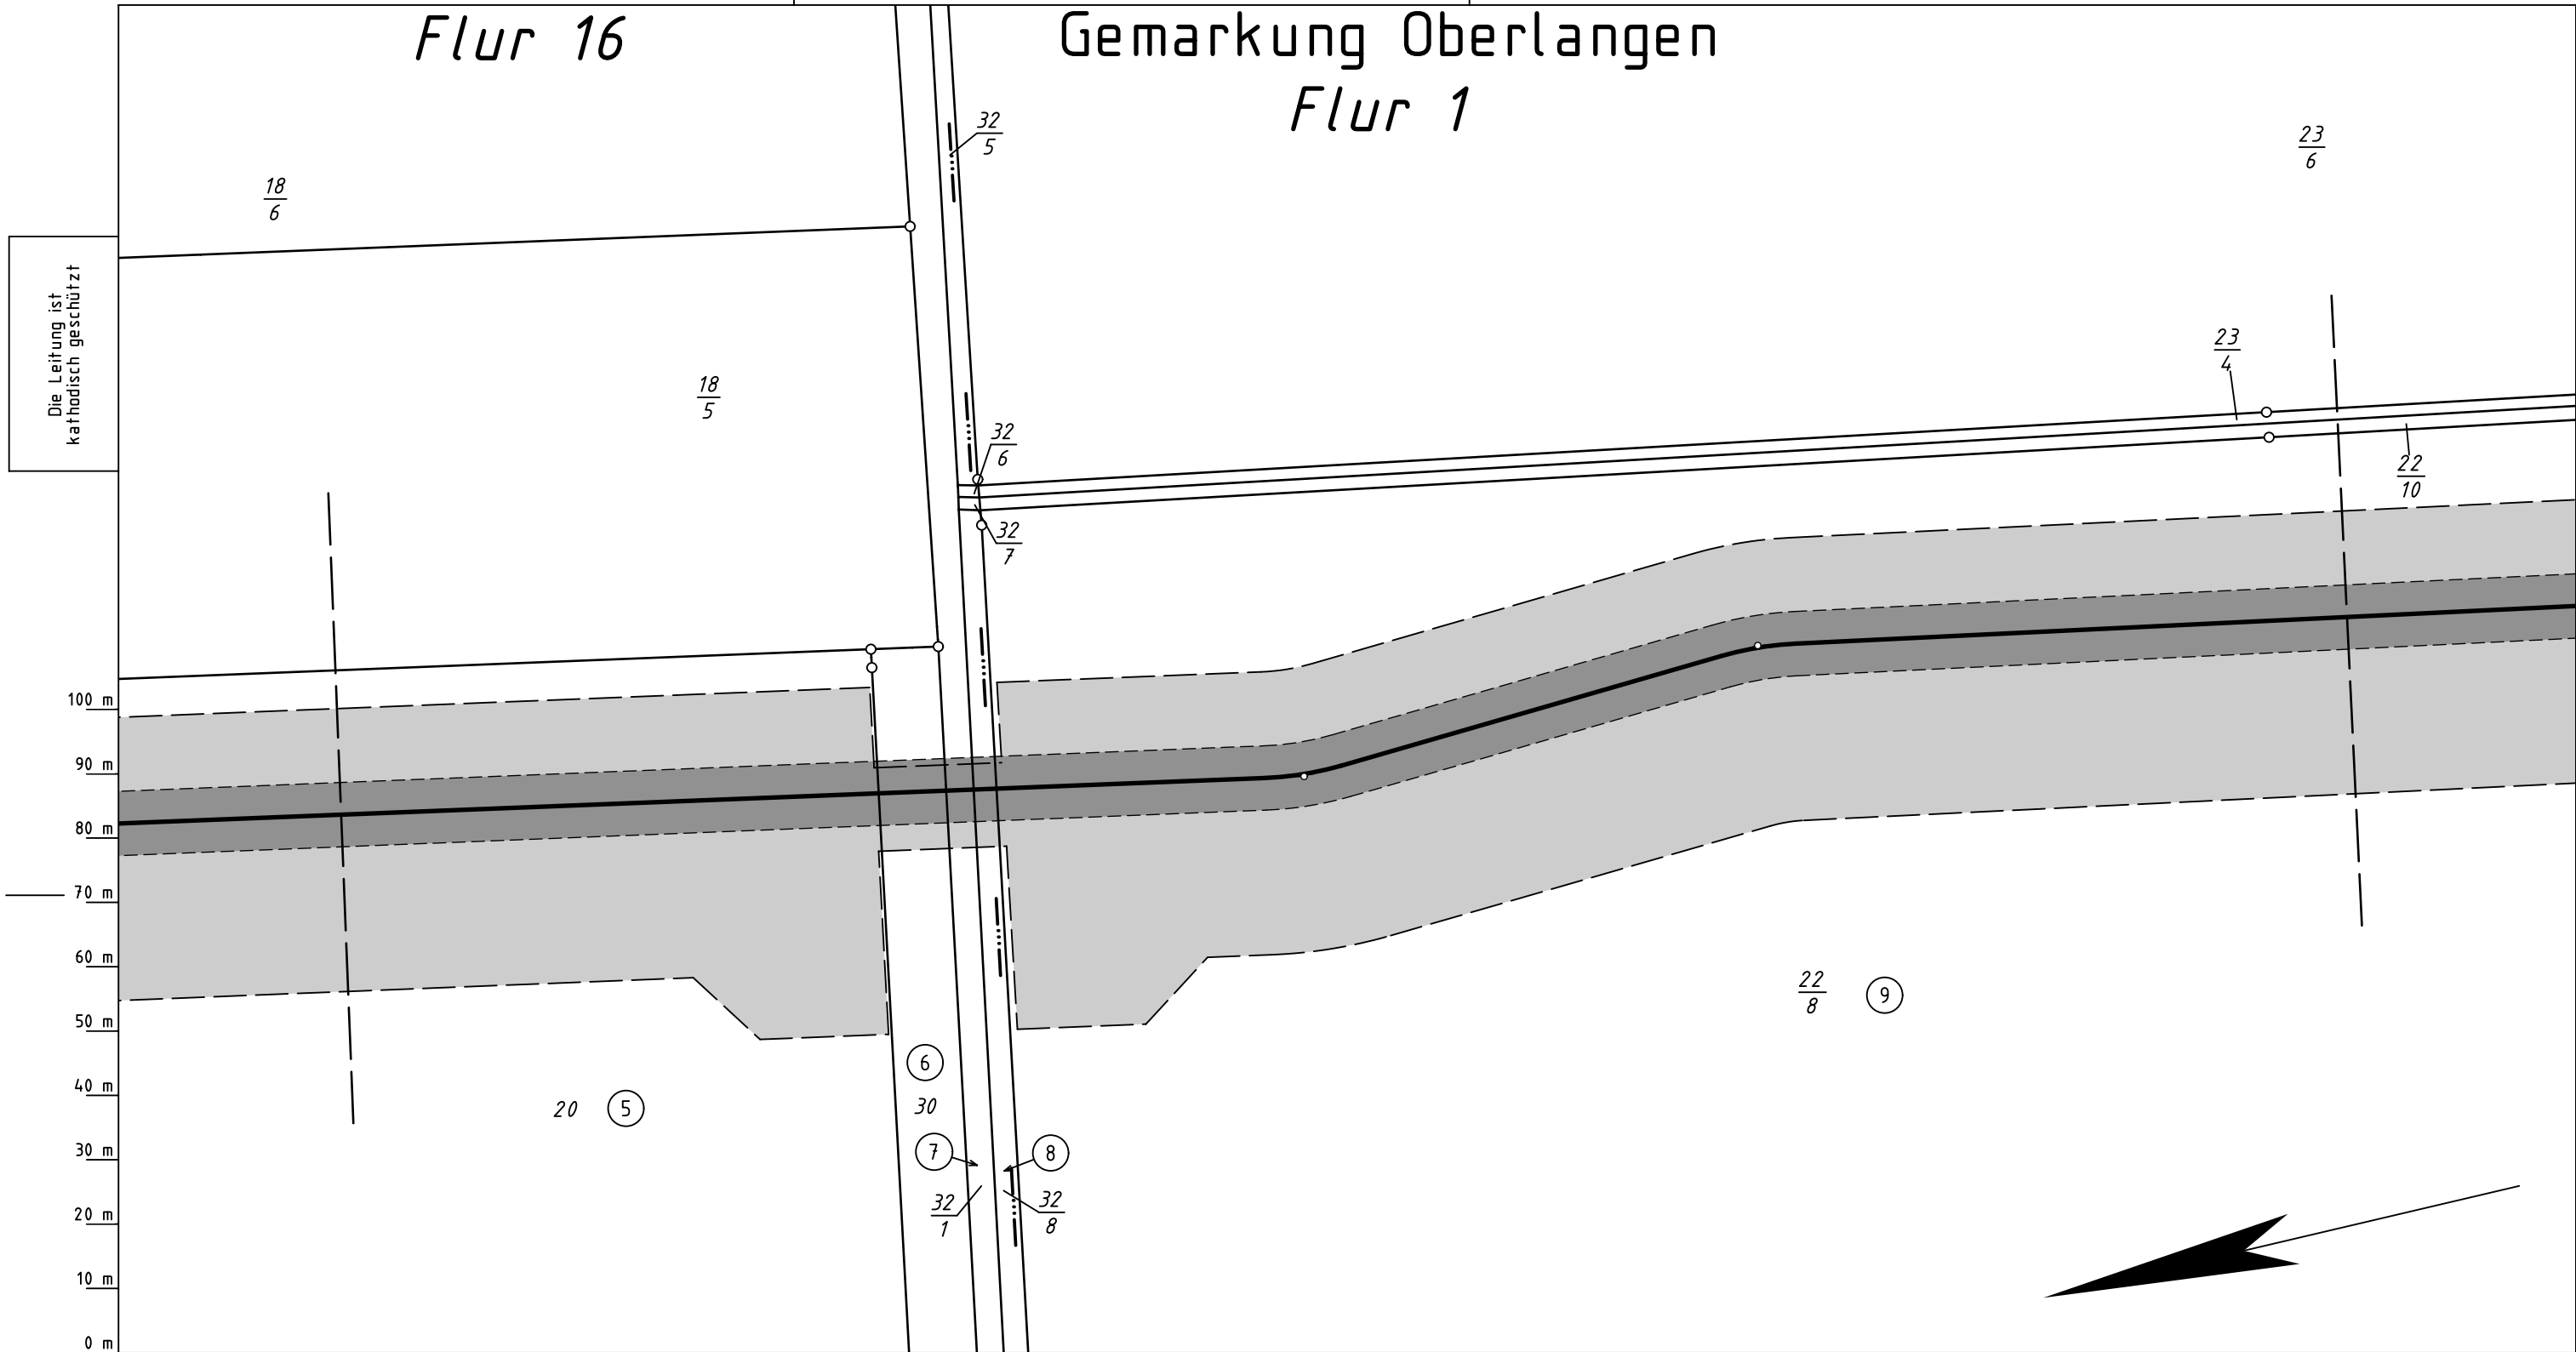 Flur 16
Gemarkung Oberlangen
Flur 1
32
5
23
6
18
6
Die Leitung ist
kathodisch geschützt
23
4
18
5
32
6
22
10
32
7
100 m
90 m
80 m
70 m
60 m
50 m
40 m
30 m
20 m
10 m
0 m
22
8
9
6
30
20
5
7
8
32
1
32
8